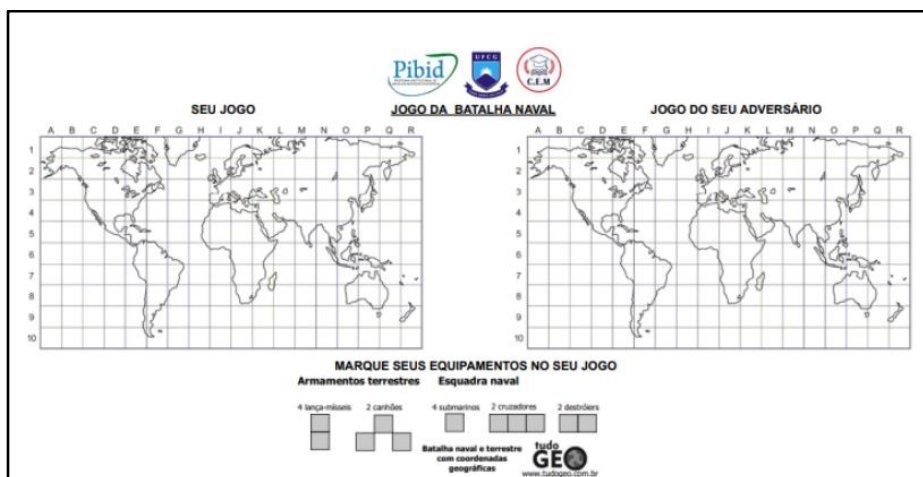 Pibid
UFCG
C.E.M
SEU JOGO
JOGO DA BATALHA NAVAL
JOGO DO SEU ADVERSÁRIO
A B C D E F G H I J K L M N O P Q R
A B C D E F G H I J K L M N O P Q R
1
2
3
4
5
6
7
8
9
10
1
2
3
4
5
6
7
8
9
10
MARQUE SEUS EQUIPAMENTOS NO SEU JOGO
Armamentos terrestres
Esquadra naval
4 lança-mísseis
2 canhões
4 submarinos
2 cruzadores
2 destróiers
Batalha naval e terrestre
com coordenadas
geográficas
tudo
GEO
www.tudogeo.com.br